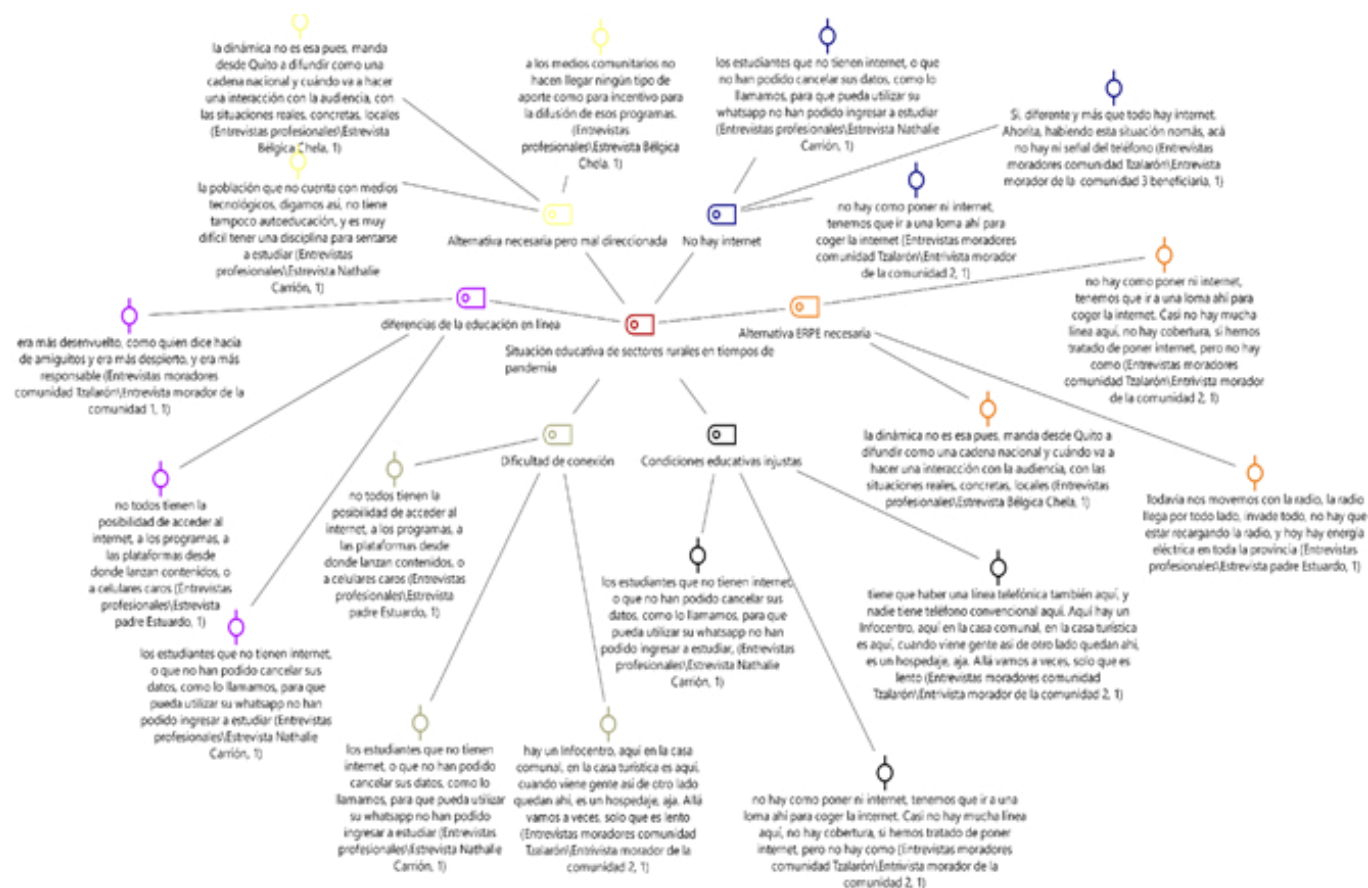 la dinámica no es esa pues, manda
desde Quito a difundir como una
cadena nacional y cuándo va a hacer
una interacción con la audiencia, con
las situaciones reales, concretas, locales
(Entrevistas profesionales\Estrevista
Bélgica Chela, 1)
a los medios comunitarios no
hacen llegar ningún tipo de
aporte como para incentivo para
la difusión de esos programas.
(Entrevistas
profesionales\Estrevista Bélgica
Chela, 1)
los estudiantes que no tienen internet, o que
no han podido cancelar sus datos, como lo
llamamos, para que pueda utilizar su
whatsapp no han podido ingresar a estudiar
(Entrevistas profesionales\Estrevista Nathalie
Carrión, 1)
Si, diferente y más que todo hay internet.
Ahorita, habiendo esta situación nomás, acá
no hay ni señal del teléfono (Entrevistas
moradores comunidad Tzalarón\Entrevista
morador de la comunidad 3 beneficiaria, 1)
la población que no cuenta con medios
tecnológicos, digamos así, no tiene
tampoco autoeducación, y es muy
difícil tener una disciplina para sentarse
a estudiar (Entrevistas
profesionales\Estrevista Nathalie
Carrión, 1)
Alternativa necesaria pero mal direccionada
No hay internet
no hay como poner ni internet,
tenemos que ir a una loma ahí para
coger la internet (Entrevistas moradores
comunidad Tzalarón\Entrivista morador
de la comunidad 2, 1)
diferencias de la educación en línea
Situación educativa de sectores rurales en tiempos de
pandemia
Alternativa ERPE necesaria
no hay como poner ni internet,
tenemos que ir a una loma ahí para
coger la internet. Casi no hay mucha
línea aquí, no hay cobertura, si hemos
tratado de poner internet, pero no hay
como (Entrevistas moradores
comunidad Tzalarón\Entrivista morador
de la comunidad 2, 1)
era más desenvuelto, como quien dice hacia
de amiguitos y era más despierto, y era más
responsable (Entrevistas moradores
comunidad Tzalarón\Entrevista morador de la
comunidad 1, 1)
Dificultad de conexión
Condiciones educativas injustas
la dinámica no es esa pues, manda desde Quito a
difundir como una cadena nacional y cuándo va a
hacer una interacción con la audiencia, con las
situaciones reales, concretas, locales (Entrevistas
profesionales\Estrevista Bélgica Chela, 1)
Todavía nos movemos con la radio, la radio
llega por todo lado, invade todo, no hay que
estar recargando la radio, y hoy hay energía
eléctrica en toda la provincia (Entrevistas
profesionales\Estrevista padre Estuardo, 1)
no todos tienen la
posibilidad de acceder al
internet, a los programas, a
las plataformas desde
donde lanzan contenidos, o
a celulares caros (Entrevistas
profesionales\Estrevista
padre Estuardo, 1)
no todos tienen la
posibilidad de acceder al
internet, a los programas, a
las plataformas desde
donde lanzan contenidos, o
a celulares caros (Entrevistas
profesionales\Estrevista
padre Estuardo, 1)
los estudiantes que no tienen internet,
o que no han podido cancelar sus
datos, como lo llamamos, para que
pueda utilizar su whatsapp no han
podido ingresar a estudiar, (Entrevistas
profesionales\Estrevista Nathalie
Carrión, 1)
tiene que haber una línea telefónica también aquí, y
nadie tiene teléfono convencional aquí. Aquí hay un
Infocentro, aquí en la casa comunal, en la casa turística
es aquí, cuando viene gente asi de otro lado quedan ahí,
es un hospedaje, aja. Allá vamos a veces, solo que es
lento (Entrevistas moradores comunidad
Tzalarón\Entrivista morador de la comunidad 2, 1)
los estudiantes que no tienen internet,
o que no han podido cancelar sus
datos, como lo llamamos, para que
pueda utilizar su whatsapp no han
podido ingresar a estudiar (Entrevistas
profesionales\Estrevista Nathalie
Carrión, 1)
los estudiantes que no tienen
internet, o que no han podido
cancelar sus datos, como lo
llamamos, para que pueda utilizar
su whatsapp no han podido
ingresar a estudiar (Entrevistas
profesionales\Estrevista Nathalie
Carrión, 1)
hay un Infocentro, aquí en la casa
comunal, en la casa turística es aquí,
cuando viene gente asi de otro lado
quedan ahí, es un hospedaje, aja. Allá
vamos a veces, solo que es lento
(Entrevistas moradores comunidad
Tzalarón\Entrivista morador de la
comunidad 2, 1)
no hay como poner ni internet, tenemos que ir a una
loma ahí para coger la internet. Casi no hay mucha línea
aquí, no hay cobertura, si hemos tratado de poner
internet, pero no hay como (Entrevistas moradores
comunidad Tzalarón\Entrivista morador de la
comunidad 2, 1)